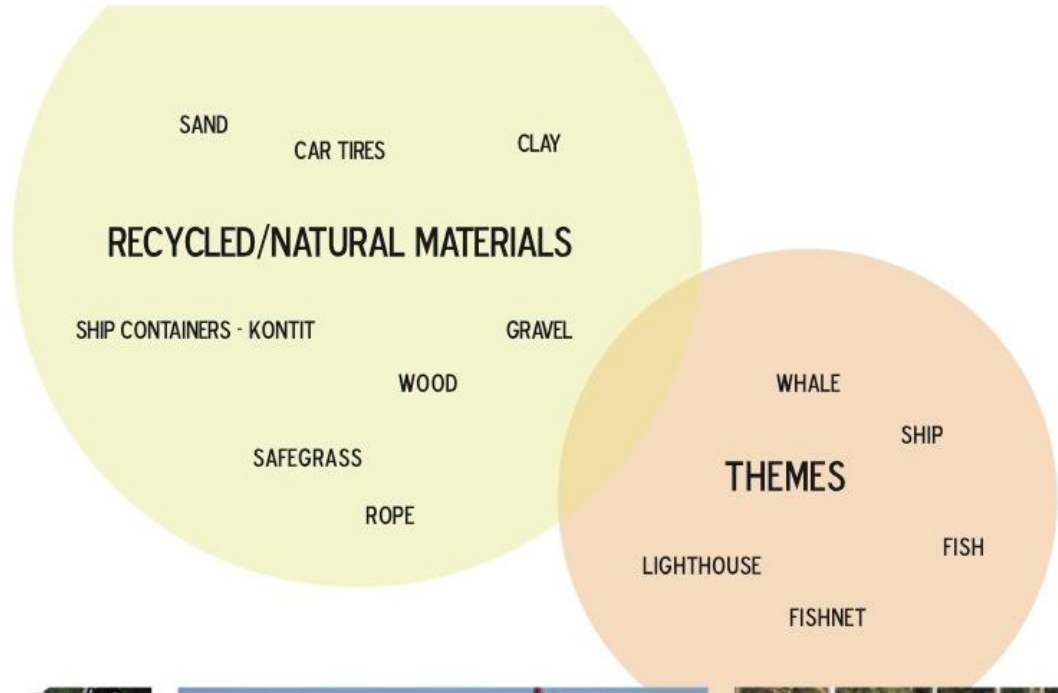 SAND
CAR TIRES
CLAY
RECYCLED/NATURAL MATERIALS
SHIP CONTAINERS - KONTIT
GRAVEL
WOOD
SAFEGRASS
ROPE
WHALE
SHIP
THEMES
FISH
LIGHTHOUSE
FISHNET